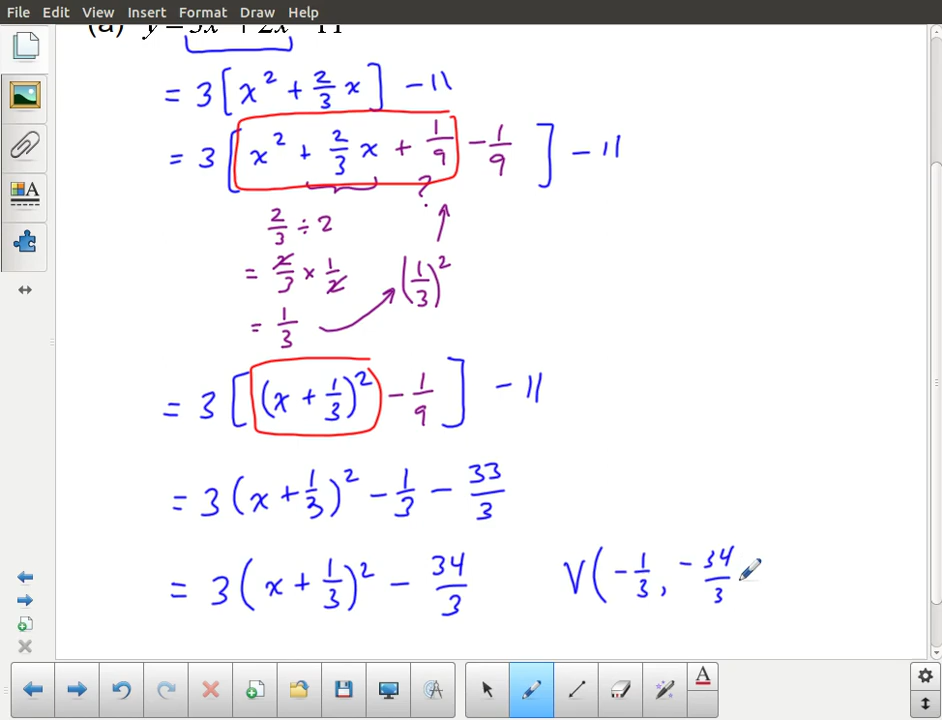 File Edit View Insert Format Draw Help
(a) y = 3x² + 2x - 11
= 3[x² + 2/3 x] - 11
= 3[x² + 2/3 x + 1/9 - 1/9] - 11
?
2/3 ÷ 2
= 2/3 × 1/2
(1/3)²
= 1/3
= 3[(x + 1/3)² - 1/9] - 11
= 3(x + 1/3)² - 1/3 - 33/3
= 3(x + 1/3)² - 34/3
V(-1/3, -34/3
A
A